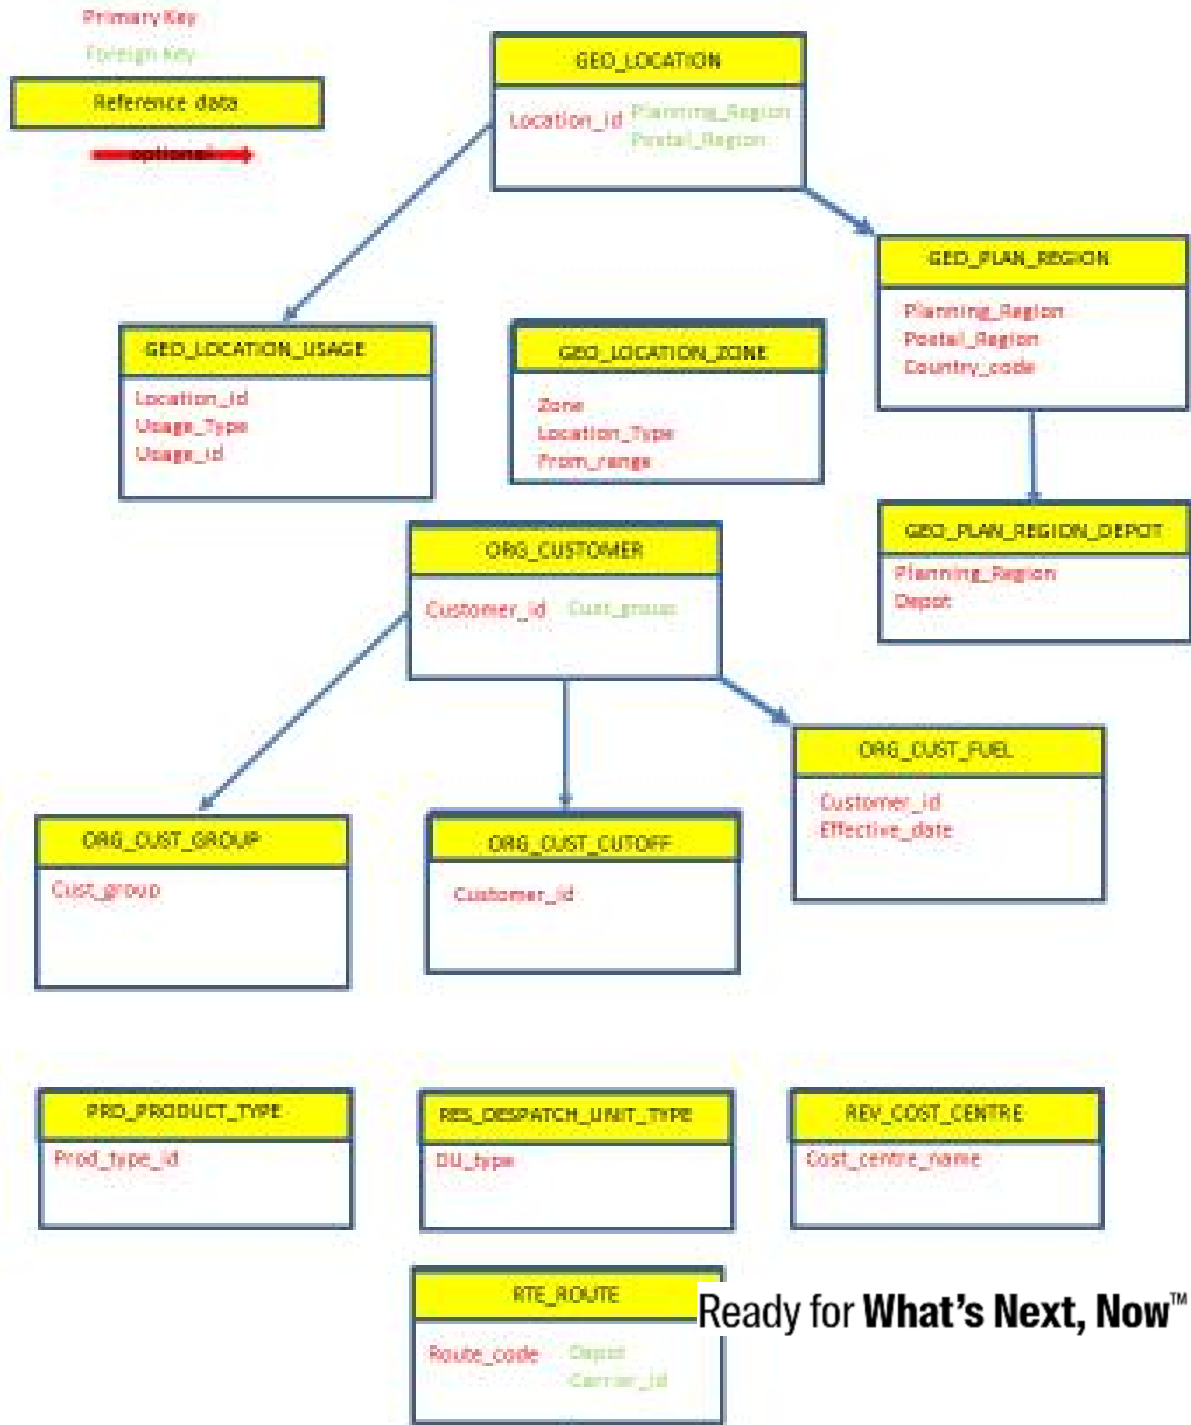 Primary Key
Foreign Key
Reference data
optional
GEO_LOCATION
Location_id
Planning_Region
Postal_Region
GEO_PLAN_REGION
Planning_Region
Postal_Region
Country_code
GEO_LOCATION_USAGE
Location_id
Usage_Type
Usage_id
GEO_LOCATION_ZONE
Zone
Location_Type
From_range
GEO_PLAN_REGION_DEPOT
Planning_Region
Depot
ORG_CUSTOMER
Customer_id
Cust_group
ORG_CUST_FUEL
Customer_id
Effective_date
ORG_CUST_GROUP
Cust_group
ORG_CUST_CUTOFF
Customer_id
PRD_PRODUCT_TYPE
Prod_type_id
RES_DESPATCH_UNIT_TYPE
DU_type
REV_COST_CENTRE
Cost_centre_name
RTE_ROUTE
Route_code
Depot
Carrier_id
Ready for What's Next, Now™